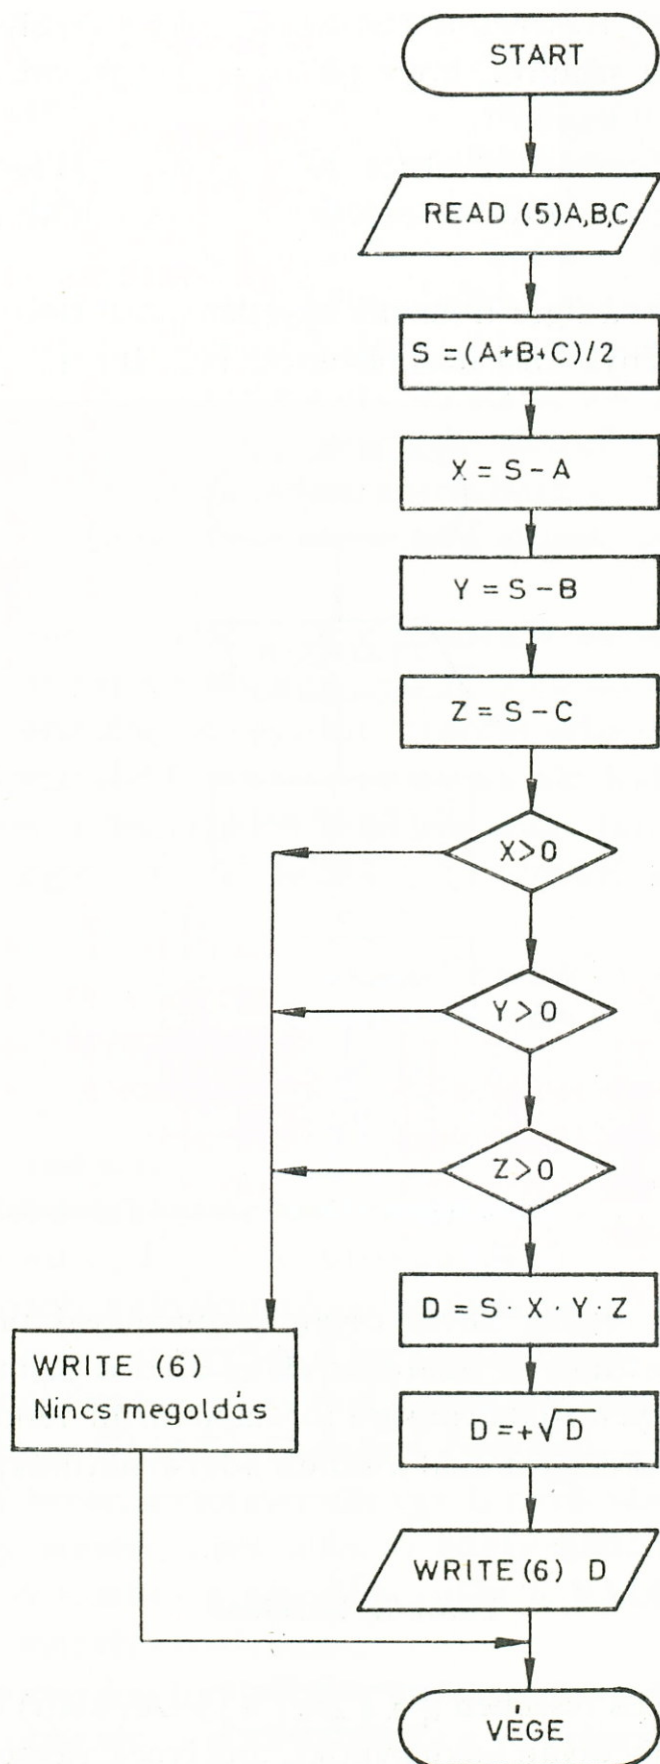 START
READ (5)A,B,C
S =(A+B+C)/2
X = S - A
Y = S - B
Z = S - C
X>0
Y>0
Z>0
D = S · X · Y · Z
WRITE (6)
Nincs megoldás
D =+√D
WRITE (6) D
VÉGE